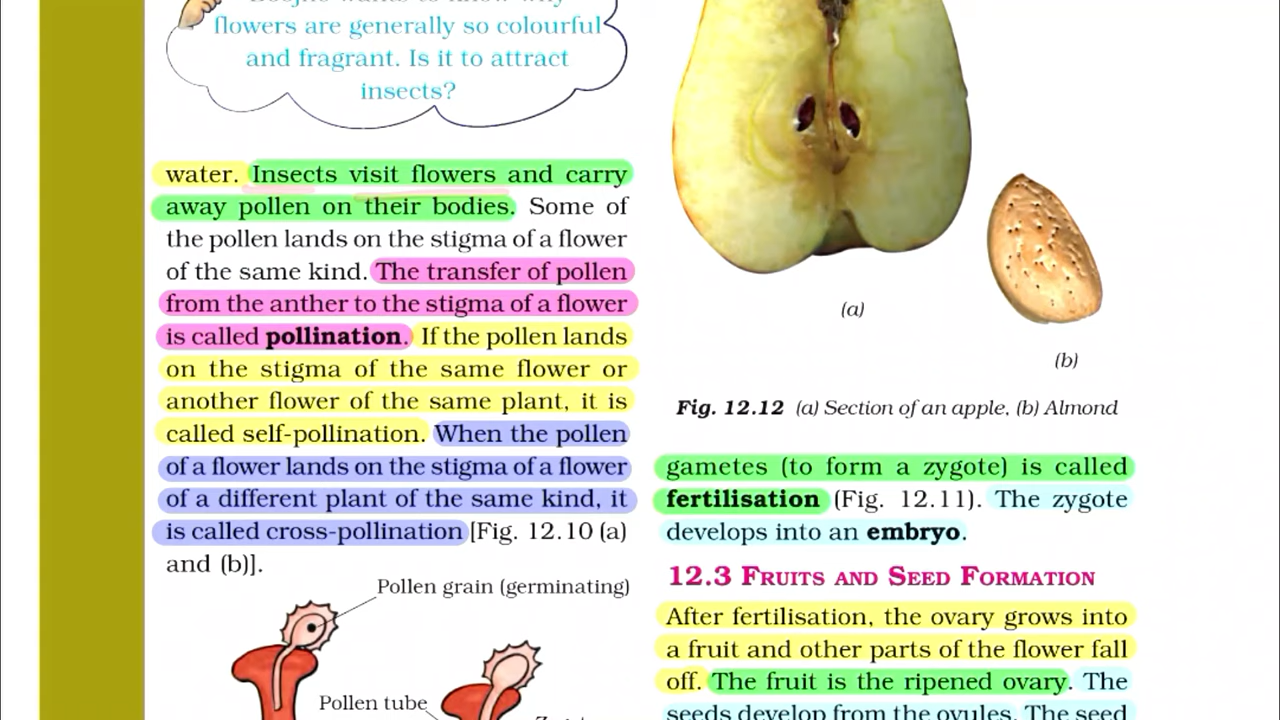 flowers are generally so colourful
and fragrant. Is it to attract
insects?
water. Insects visit flowers and carry
away pollen on their bodies. Some of
the pollen lands on the stigma of a flower
of the same kind. The transfer of pollen
from the anther to the stigma of a flower
is called pollination. If the pollen lands
on the stigma of the same flower or
another flower of the same plant, it is
called self-pollination. When the pollen
of a flower lands on the stigma of a flower
of a different plant of the same kind, it
is called cross-pollination [Fig. 12.10 (a)
and (b)].
Pollen grain (germinating)
Pollen tube
(a)
(b)
Fig. 12.12 (a) Section of an apple, (b) Almond
gametes (to form a zygote) is called
fertilisation (Fig. 12.11). The zygote
develops into an embryo.
12.3 FRUITS AND SEED FORMATION
After fertilisation, the ovary grows into
a fruit and other parts of the flower fall
off. The fruit is the ripened ovary. The
seeds develop from the ovules. The seed